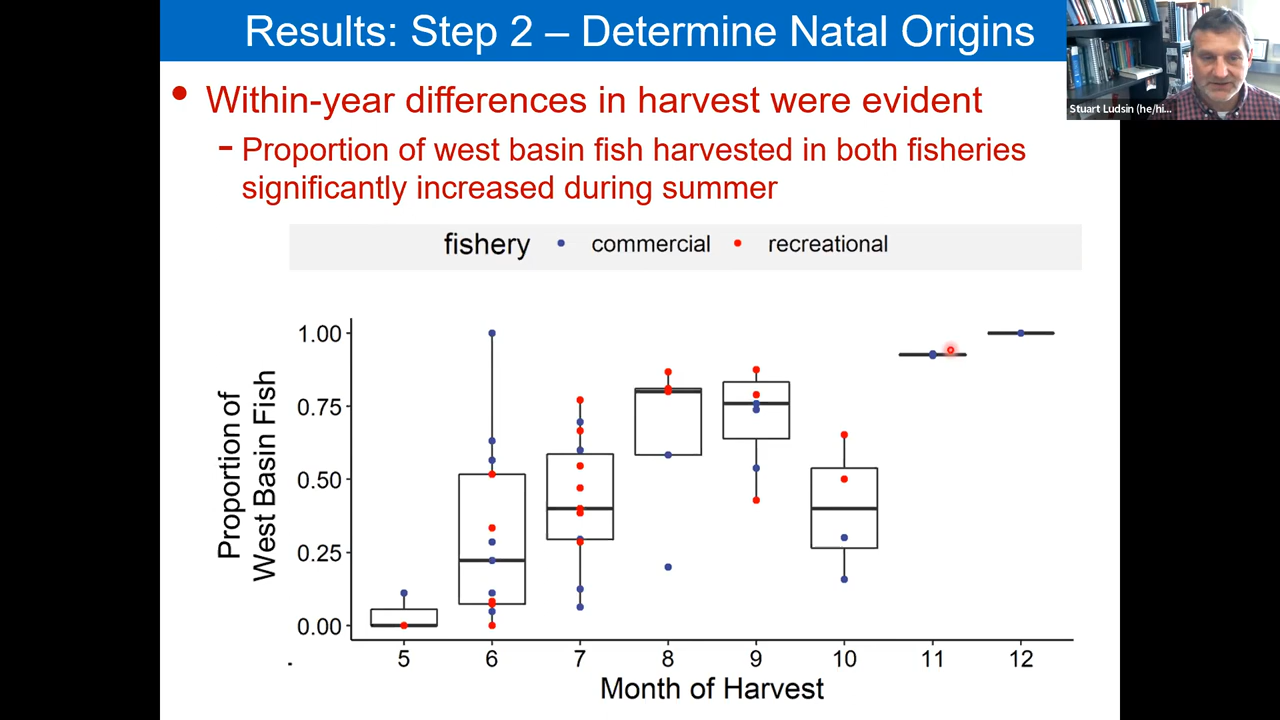 Results: Step 2 – Determine Natal Origins
Stuart Ludsin (he/hi...
• Within-year differences in harvest were evident
- Proportion of west basin fish harvested in both fisheries
significantly increased during summer
fishery commercial recreational
Proportion of
West Basin Fish
1.00
0.75
0.50
0.25
0.00
5 6 7 8 9 10 11 12
Month of Harvest